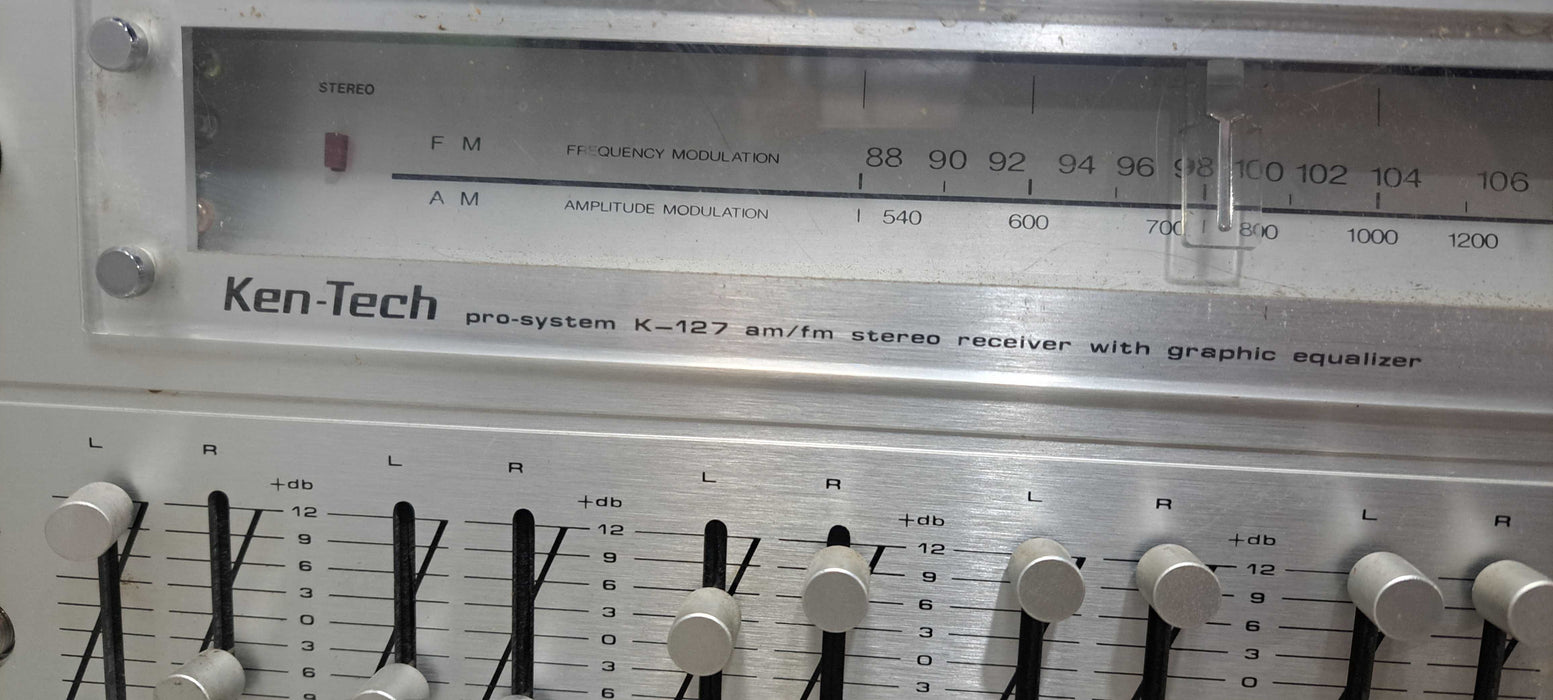 STEREO
F M FREQUENCY MODULATION 88 90 92 94 96 98 100 102 104 106
A M AMPLITUDE MODULATION 540 600 700 800 1000 1200
Ken-Tech pro-system K-127 am/fm stereo receiver with graphic equalizer
L R L R L R L R L R
+db +db +db +db
12 12 12 12
9 9 9 9
6 6 6 6
3 3 3 3
0 0 0 0
3 3 3
6 6
9